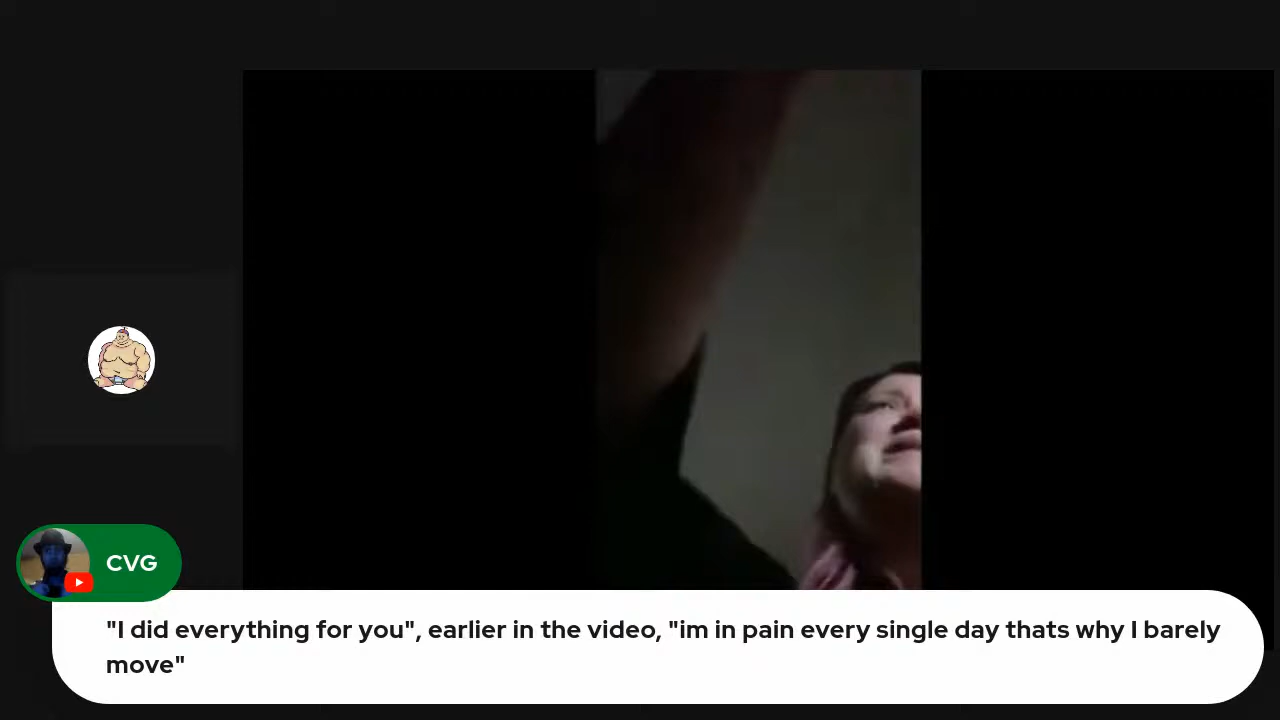 CVG
"I did everything for you", earlier in the video, "im in pain every single day thats why I barely
move"